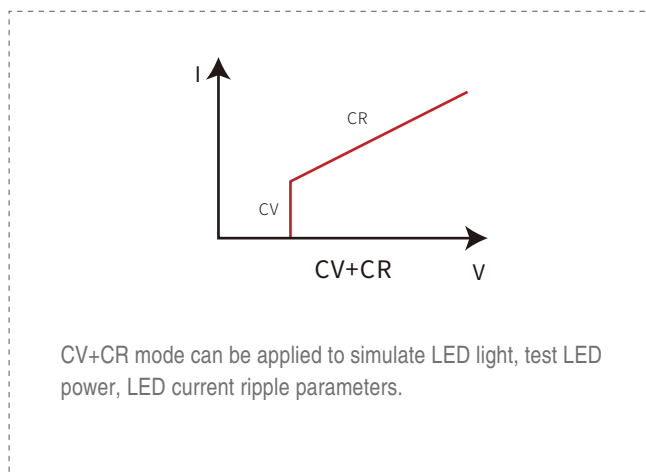 I
CR
CV
CV+CR
V
CV+CR mode can be applied to simulate LED light, test LED
power, LED current ripple parameters.